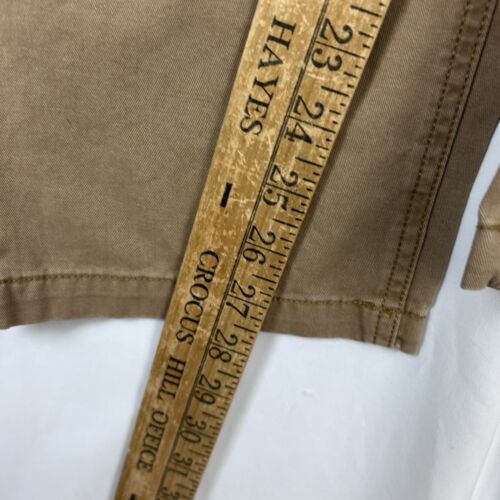 HAYES - CROCUS HILL OFFICE -
23 24 25 26 27 28 29 30 31